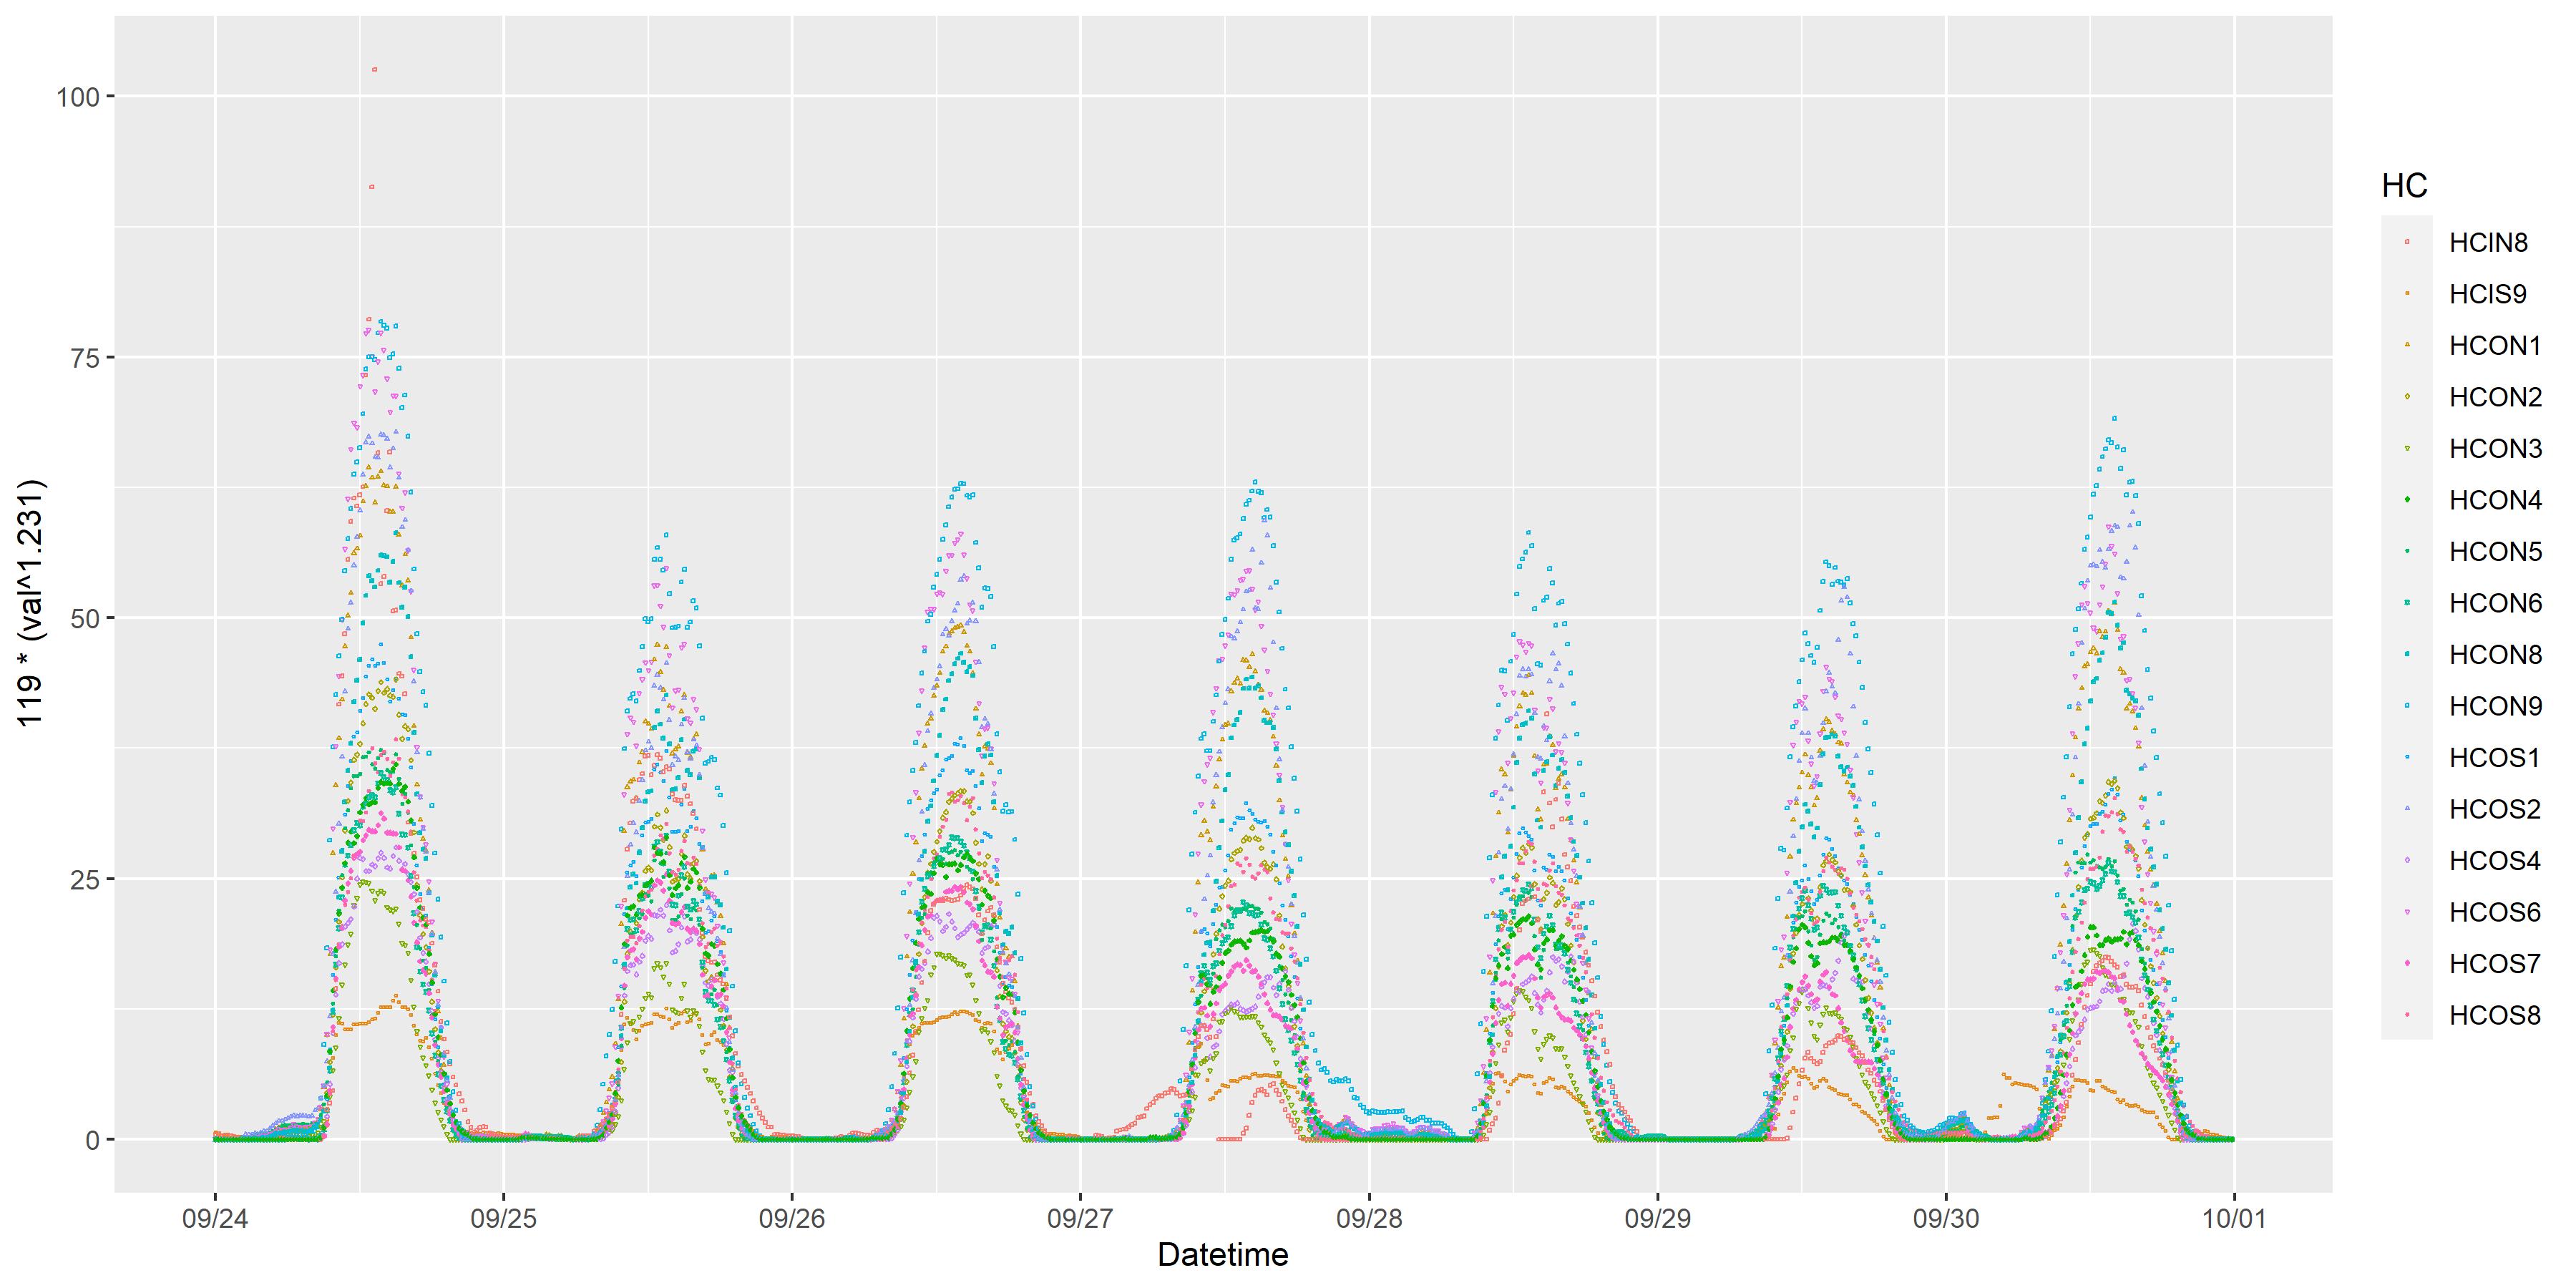 100
75
50
25
0
119 * (val^1.231)
09/24
09/25
09/26
09/27
09/28
09/29
09/30
10/01
Datetime
HC
HCIN8
HCIS9
HCON1
HCON2
HCON3
HCON4
HCON5
HCON6
HCON8
HCON9
HCOS1
HCOS2
HCOS4
HCOS6
HCOS7
HCOS8